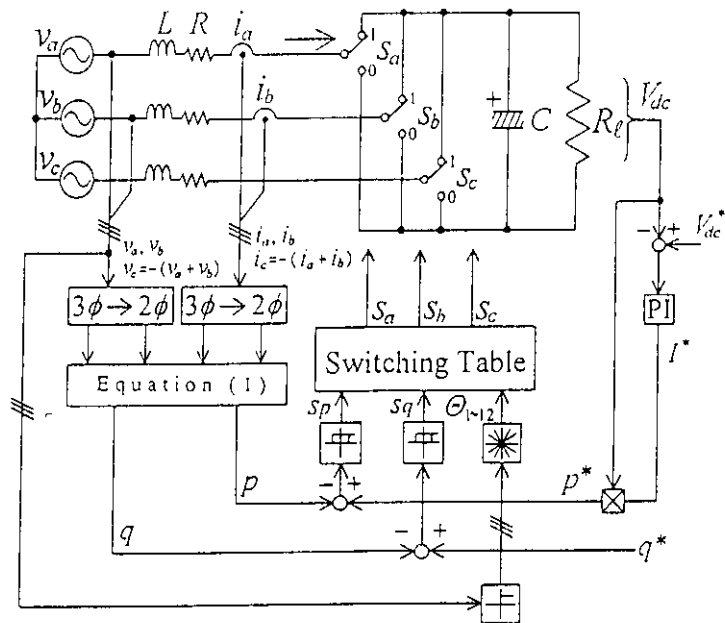 L R i_a
v_a
1
S_a
0
v_b
i_b
1
S_b
0
v_c
1
S_c
0
+
C
R_ℓ
V_dc
v_a, v_b
v_c=-(v_a+v_b)
i_a, i_b
i_c=-(i_a+i_b)
- +
V_dc*
3ϕ→2ϕ 3ϕ→2ϕ
S_a S_b S_c
PI
I*
Switching Table
Equation (1)
s_p s_q Θ_1~12
- +
p p*
- +
q q*